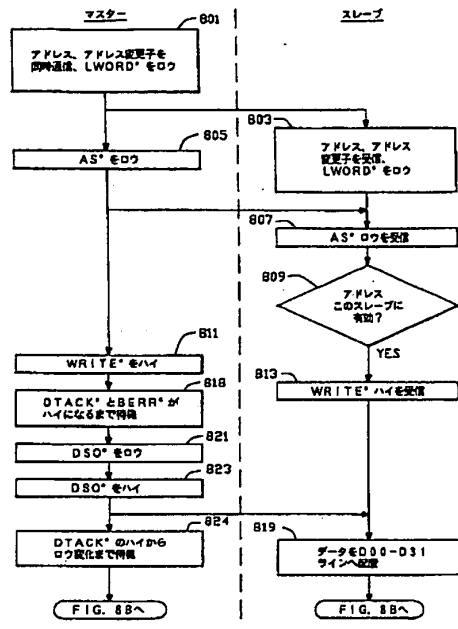 マスター
スレーブ
801
アドレス、アドレス変更子を
同時送信、LWORD*をロウ
803
アドレス、アドレス
変更子を受信、
LWORD*をロウ
805
AS*をロウ
807
AS*ロウを受信
809
アドレス
このスレーブに
有効?
YES
811
WRITE*をハイ
813
WRITE*ハイを受信
818
DTACK*とBERR*が
ハイになるまで待機
821
DS0*をロウ
823
DS0*をハイ
824
DTACK*のハイから
ロウ変化まで待機
819
データをD00-D31
ラインへ配置
FIG. 8Bへ
FIG. 8Bへ